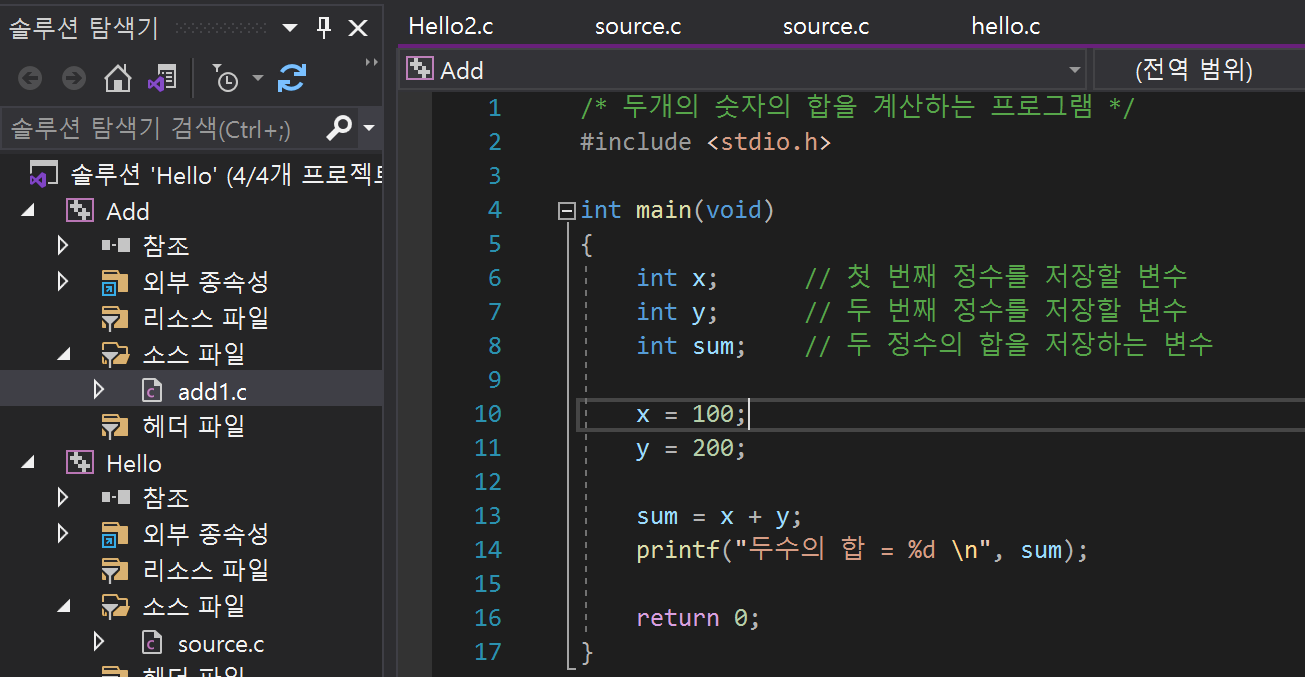 솔루션 탐색기
솔루션 탐색기 검색(Ctrl+;)
솔루션 'Hello' (4/4개 프로젝트
Add
참조
외부 종속성
리소스 파일
소스 파일
add1.c
헤더 파일
Hello
참조
외부 종속성
리소스 파일
소스 파일
source.c
헤더 파일
Hello2.c source.c source.c hello.c
Add (전역 범위)
1 /* 두개의 숫자의 합을 계산하는 프로그램 */
2 #include <stdio.h>
3
4 int main(void)
5 {
6 int x; // 첫 번째 정수를 저장할 변수
7 int y; // 두 번째 정수를 저장할 변수
8 int sum; // 두 정수의 합을 저장하는 변수
9
10 x = 100;
11 y = 200;
12
13 sum = x + y;
14 printf("두수의 합 = %d \n", sum);
15
16 return 0;
17 }